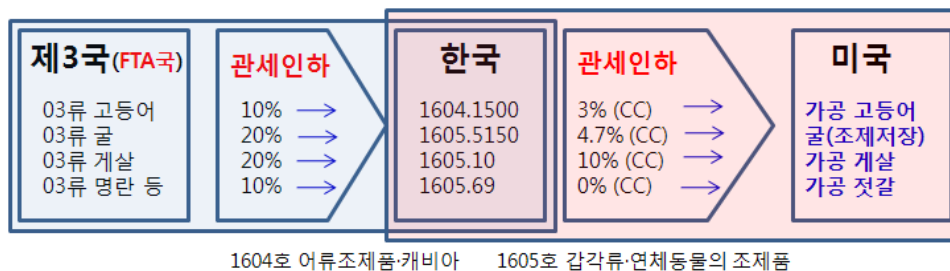 제3국(FTA국) 관세인하 한국 관세인하 미국
03류 고등어 10% → 1604.1500 3% (CC) → 가공 고등어
03류 굴 20% → 1605.5150 4.7% (CC) → 굴(조제저장)
03류 게살 20% → 1605.10 10% (CC) → 가공 게살
03류 명란 등 10% → 1605.69 0% (CC) → 가공 젓갈
1604호 어류조제품·캐비아 1605호 갑각류·연체동물의 조제품